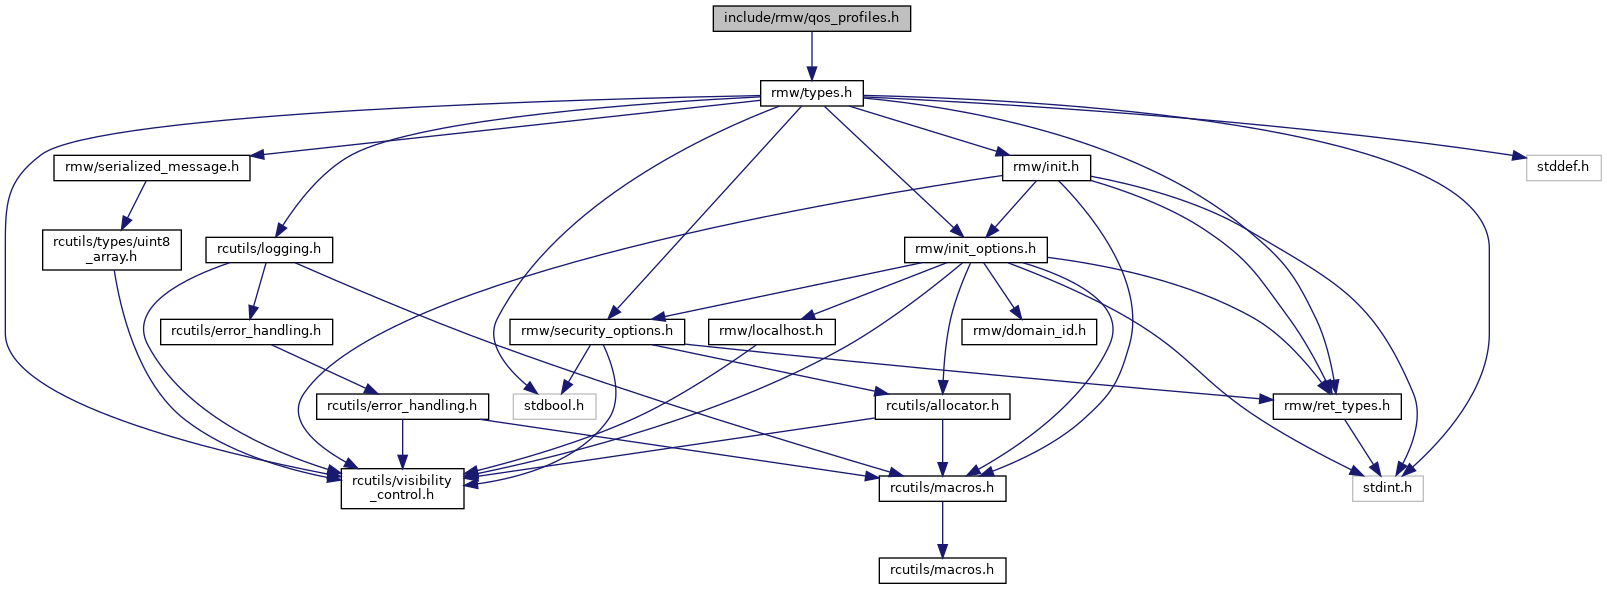 include/rmw/qos_profiles.h
rmw/types.h
rmw/serialized_message.h
rmw/init.h
stddef.h
rcutils/types/uint8
_array.h
rcutils/logging.h
rmw/init_options.h
rcutils/error_handling.h
rmw/security_options.h
rmw/localhost.h
rmw/domain_id.h
rcutils/error_handling.h
stdbool.h
rcutils/allocator.h
rmw/ret_types.h
rcutils/visibility
_control.h
rcutils/macros.h
stdint.h
rcutils/macros.h